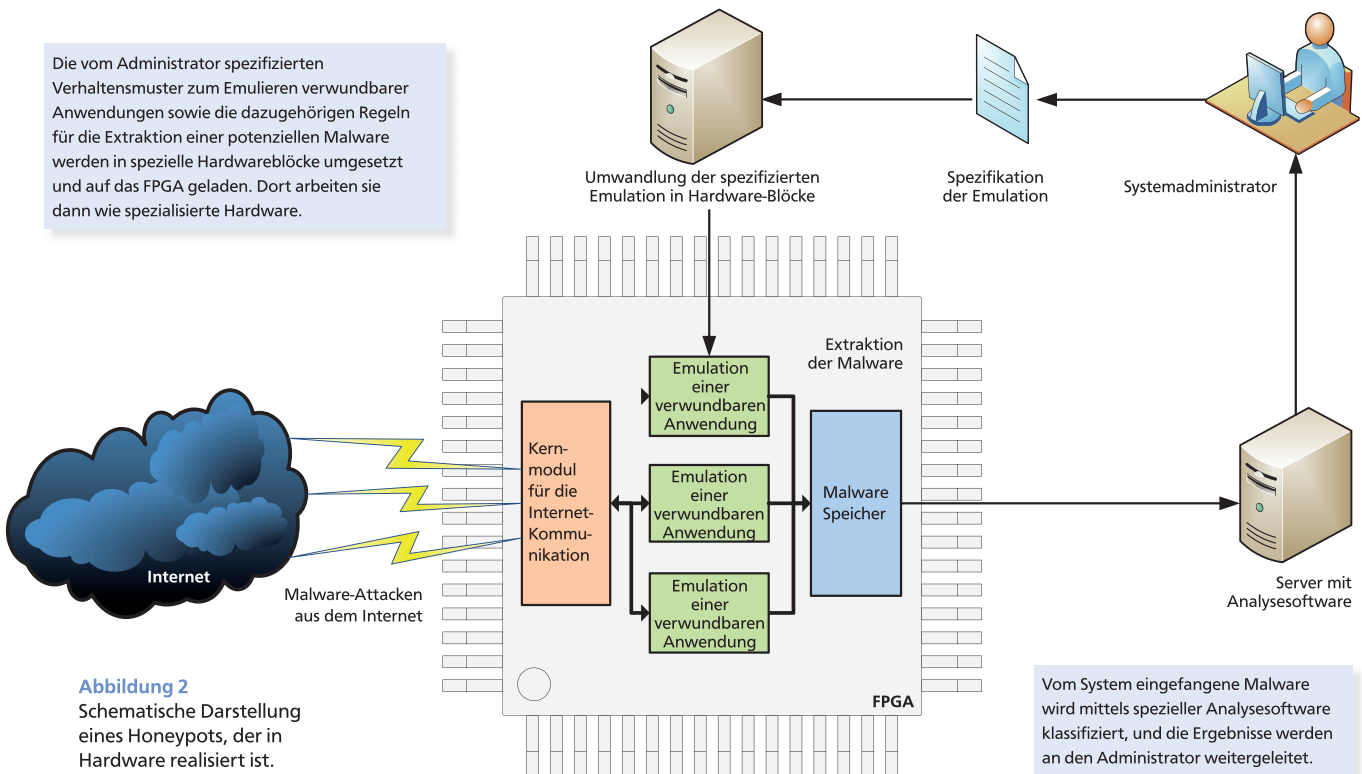 Die vom Administrator spezifizierten
Verhaltensmuster zum Emulieren verwundbarer
Anwendungen sowie die dazugehörigen Regeln
für die Extraktion einer potenziellen Malware
werden in spezielle Hardwareblöcke umgesetzt
und auf das FPGA geladen. Dort arbeiten sie
dann wie spezialisierte Hardware.
Umwandlung der spezifizierten
Emulation in Hardware-Blöcke
Spezifikation
der Emulation
Systemadministrator
Extraktion
der Malware
Emulation
einer
verwundbaren
Anwendung
Kern-
modul
für die
Internet-
Kommu-
nikation
Emulation
einer
verwundbaren
Anwendung
Malware
Speicher
Emulation
einer
verwundbaren
Anwendung
Internet
Malware-Attacken
aus dem Internet
Server mit
Analysesoftware
FPGA
Abbildung 2
Schematische Darstellung
eines Honeypots, der in
Hardware realisiert ist.
Vom System eingefangene Malware
wird mittels spezieller Analysesoftware
klassifiziert, und die Ergebnisse werden
an den Administrator weitergeleitet.